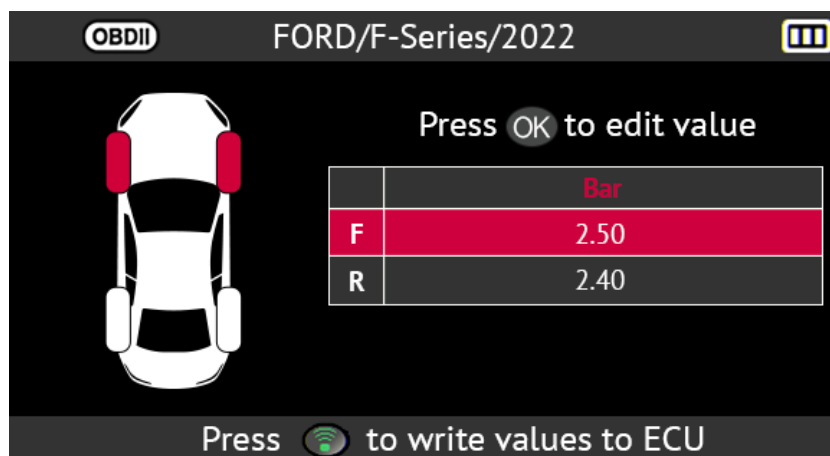 OBDII FORD/F-Series/2022
Press OK to edit value
Bar
F 2.50
R 2.40
Press to write values to ECU